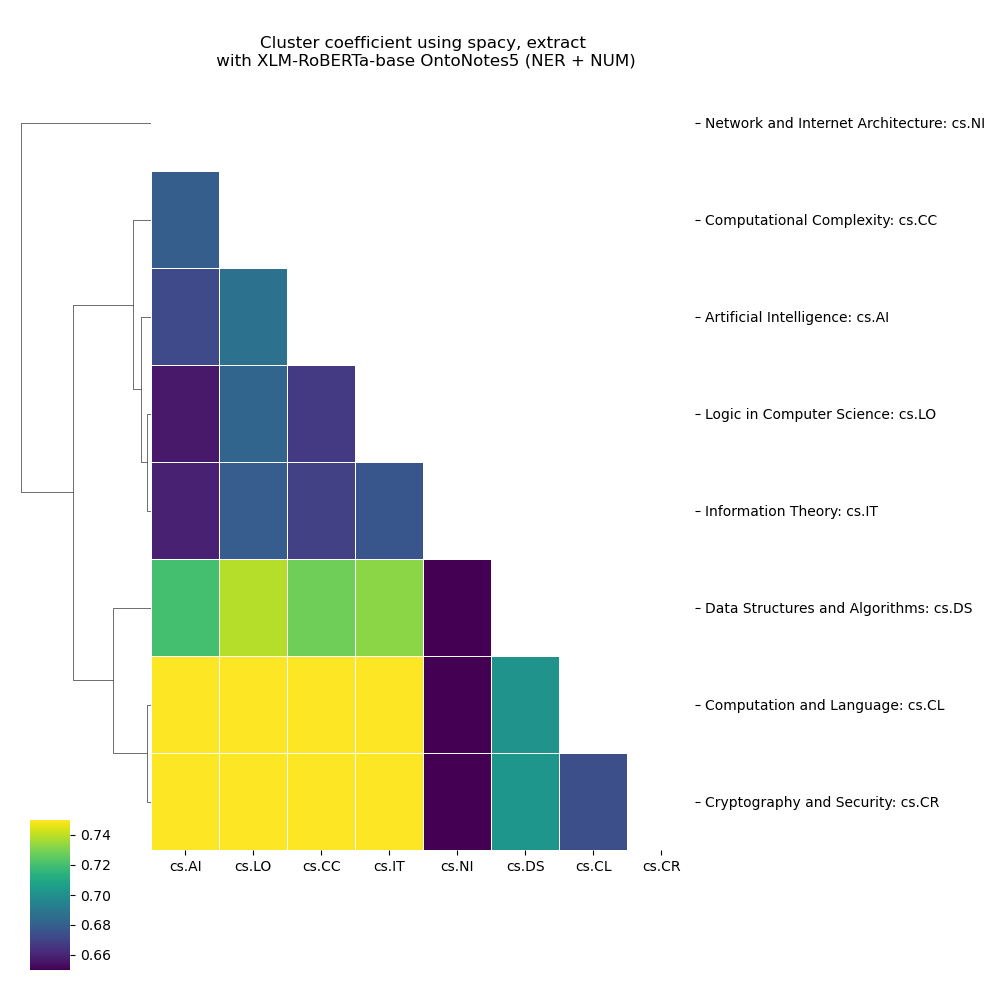 Cluster coefficient using spacy, extract
with XLM-RoBERTa-base OntoNotes5 (NER + NUM)
Network and Internet Architecture: cs.NI
Computational Complexity: cs.CC
Artificial Intelligence: cs.AI
Logic in Computer Science: cs.LO
Information Theory: cs.IT
Data Structures and Algorithms: cs.DS
Computation and Language: cs.CL
Cryptography and Security: cs.CR
cs.AI cs.LO cs.CC cs.IT cs.NI cs.DS cs.CL cs.CR
0.74
0.72
0.70
0.68
0.66